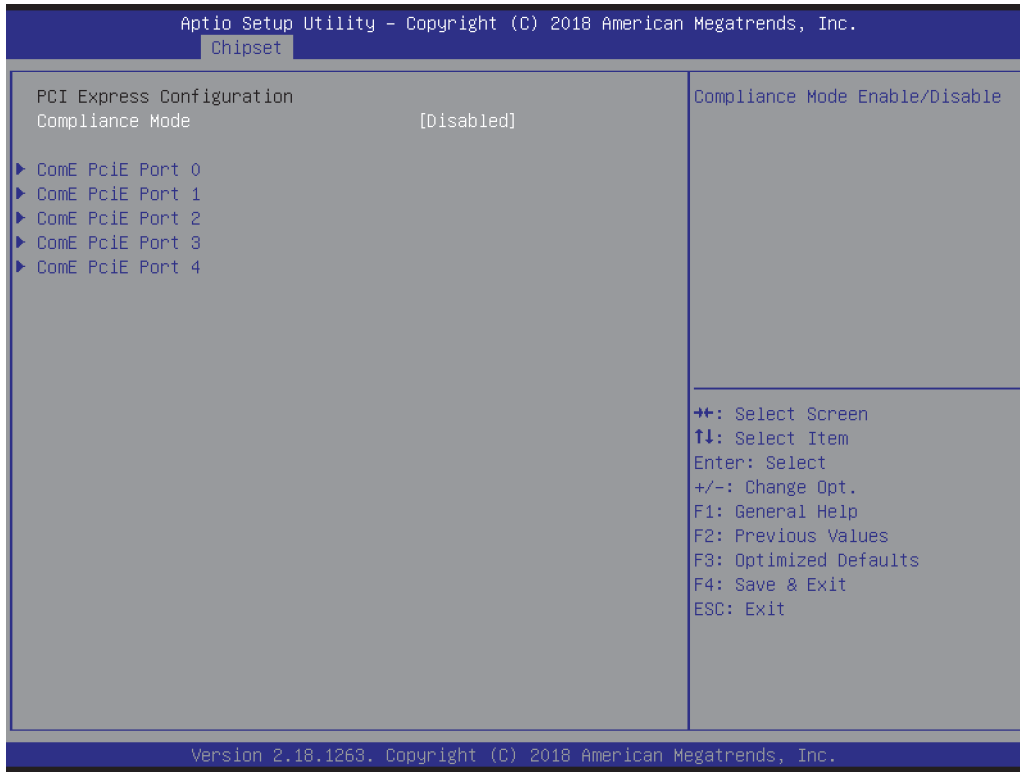 Aptio Setup Utility – Copyright (C) 2018 American Megatrends, Inc.
Chipset
PCI Express Configuration
Compliance Mode [Disabled]
▶ ComE PciE Port 0
▶ ComE PciE Port 1
▶ ComE PciE Port 2
▶ ComE PciE Port 3
▶ ComE PciE Port 4
Compliance Mode Enable/Disable
→←: Select Screen
↑↓: Select Item
Enter: Select
+/-: Change Opt.
F1: General Help
F2: Previous Values
F3: Optimized Defaults
F4: Save & Exit
ESC: Exit
Version 2.18.1263. Copyright (C) 2018 American Megatrends, Inc.